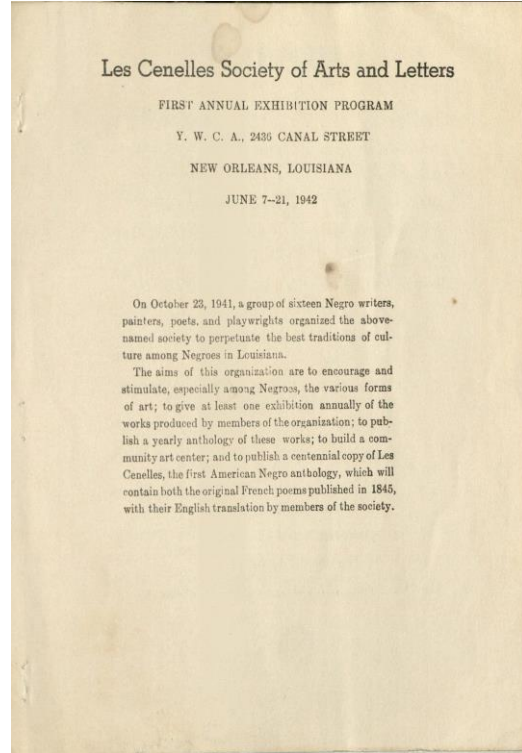 Les Cenelles Society of Arts and Letters
FIRST ANNUAL EXHIBITION PROGRAM
Y. W. C. A., 2436 CANAL STREET
NEW ORLEANS, LOUISIANA
JUNE 7--21, 1942
On October 23, 1941, a group of sixteen Negro writers,
painters, poets, and playwrights organized the above-
named society to perpetuate the best traditions of cul-
ture among Negroes in Louisiana.
The aims of this organization are to encourage and
stimulate, especially among Negroes, the various forms
of art; to give at least one exhibition annually of the
works produced by members of the organization; to pub-
lish a yearly anthology of these works; to build a com-
munity art center; and to publish a centennial copy of Les
Cenelles, the first American Negro anthology, which will
contain both the original French poems published in 1845,
with their English translation by members of the society.